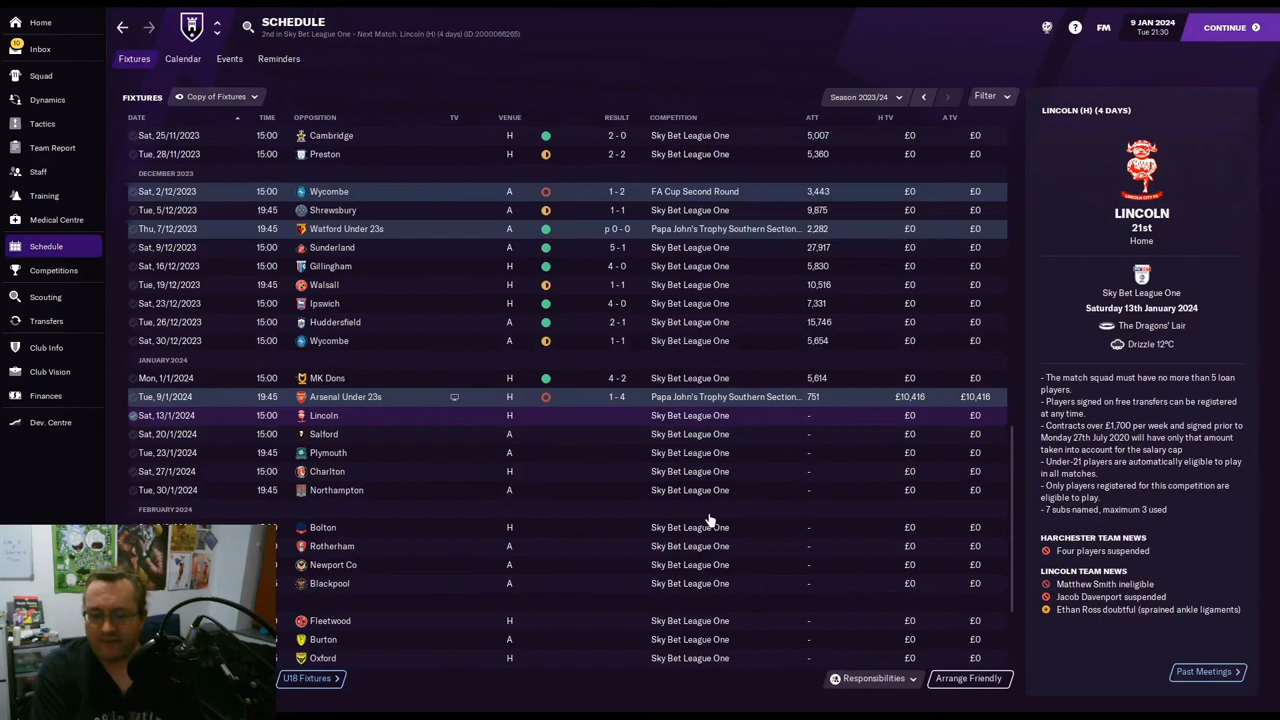 Home
Inbox
10
Squad
Dynamics
Tactics
Team Report
Staff
Training
Medical Centre
Schedule
Competitions
Scouting
Transfers
Club Info
Club Vision
Finances
Dev. Centre
SCHEDULE
2nd in Sky Bet League One - Next Match: Lincoln (H) (4 days) (ID:2000066265)
? FM
9 JAN 2024
Tue 21:30
CONTINUE
Fixtures Calendar Events Reminders
FIXTURES Copy of Fixtures Season 2023/24 Filter
DATE TIME OPPOSITION TV VENUE RESULT COMPETITION ATT H TV A TV
Sat, 25/11/2023 15:00 Cambridge H 2 - 0 Sky Bet League One 5,007 £0 £0
Tue, 28/11/2023 15:00 Preston H 2 - 2 Sky Bet League One 5,360 £0 £0
DECEMBER 2023
Sat, 2/12/2023 15:00 Wycombe A 1 - 2 FA Cup Second Round 3,443 £0 £0
Tue, 5/12/2023 19:45 Shrewsbury A 1 - 1 Sky Bet League One 9,875 £0 £0
Thu, 7/12/2023 19:45 Watford Under 23s A p 0 - 0 Papa John's Trophy Southern Section... 2,282 £0 £0
Sat, 9/12/2023 15:00 Sunderland A 5 - 1 Sky Bet League One 27,917 £0 £0
Sat, 16/12/2023 15:00 Gillingham H 4 - 0 Sky Bet League One 5,830 £0 £0
Tue, 19/12/2023 15:00 Walsall H 1 - 1 Sky Bet League One 10,516 £0 £0
Sat, 23/12/2023 15:00 Ipswich H 4 - 0 Sky Bet League One 7,331 £0 £0
Tue, 26/12/2023 15:00 Huddersfield A 2 - 1 Sky Bet League One 15,746 £0 £0
Sat, 30/12/2023 15:00 Wycombe A 1 - 1 Sky Bet League One 5,654 £0 £0
JANUARY 2024
Mon, 1/1/2024 15:00 MK Dons H 4 - 2 Sky Bet League One 5,614 £0 £0
Tue, 9/1/2024 19:45 Arsenal Under 23s H 1 - 4 Papa John's Trophy Southern Section... 751 £10,416 £10,416
Sat, 13/1/2024 15:00 Lincoln H Sky Bet League One - £0 £0
Sat, 20/1/2024 15:00 Salford A Sky Bet League One - £0 £0
Tue, 23/1/2024 15:00 Plymouth A Sky Bet League One - £0 £0
Sat, 27/1/2024 15:00 Charlton H Sky Bet League One - £0 £0
Tue, 30/1/2024 19:45 Northampton A Sky Bet League One - £0 £0
FEBRUARY 2024
Bolton H Sky Bet League One - £0 £0
Rotherham A Sky Bet League One - £0 £0
Newport Co A Sky Bet League One - £0 £0
Blackpool A Sky Bet League One - £0 £0
Fleetwood H Sky Bet League One - £0 £0
Burton A Sky Bet League One - £0 £0
Oxford H Sky Bet League One - £0 £0
U18 Fixtures Responsibilities Arrange Friendly
LINCOLN (H) (4 DAYS)
LINCOLN CITY FC
LINCOLN
21st
Home
Sky Bet League One
Saturday 13th January 2024
The Dragons' Lair
Drizzle 12°C
- The match squad must have no more than 5 loan
players.
- Players signed on free transfers can be registered
at any time.
- Contracts over £1,700 per week and signed prior to
Monday 27th July 2020 will have only that amount
taken into account for the salary cap
- Under-21 players are automatically eligible to play
in all matches.
- Only players registered for this competition are
eligible to play.
- 7 subs named, maximum 3 used
HARCHESTER TEAM NEWS
Four players suspended
LINCOLN TEAM NEWS
Matthew Smith ineligible
Jacob Davenport suspended
Ethan Ross doubtful (sprained ankle ligaments)
Past Meetings